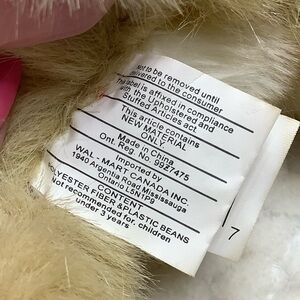 not to be removed until
delivered to the consumer
This label is affixed in compliance
with the Upholstered and
Stuffed Articles act
This article contains
NEW MATERIAL
ONLY.
Made in China
Ont. Reg No. 9927475
Imported by
WAL - MART CANADA INC.
1940 Argentia Road Mississauga
Ontario L5N1P9
CONTENT
POLYESTER FIBER &PLASTIC BEANS
Not recommended for. children
under 3 years
7